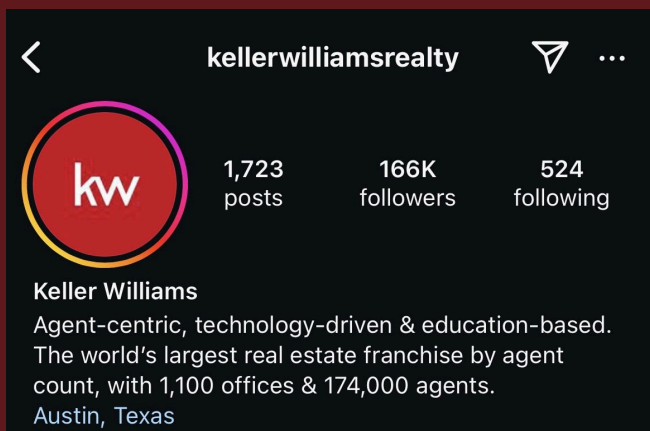 kellerwilliamsrealty
kw
1,723 166K 524
posts followers following
Keller Williams
Agent-centric, technology-driven & education-based.
The world’s largest real estate franchise by agent
count, with 1,100 offices & 174,000 agents.
Austin, Texas